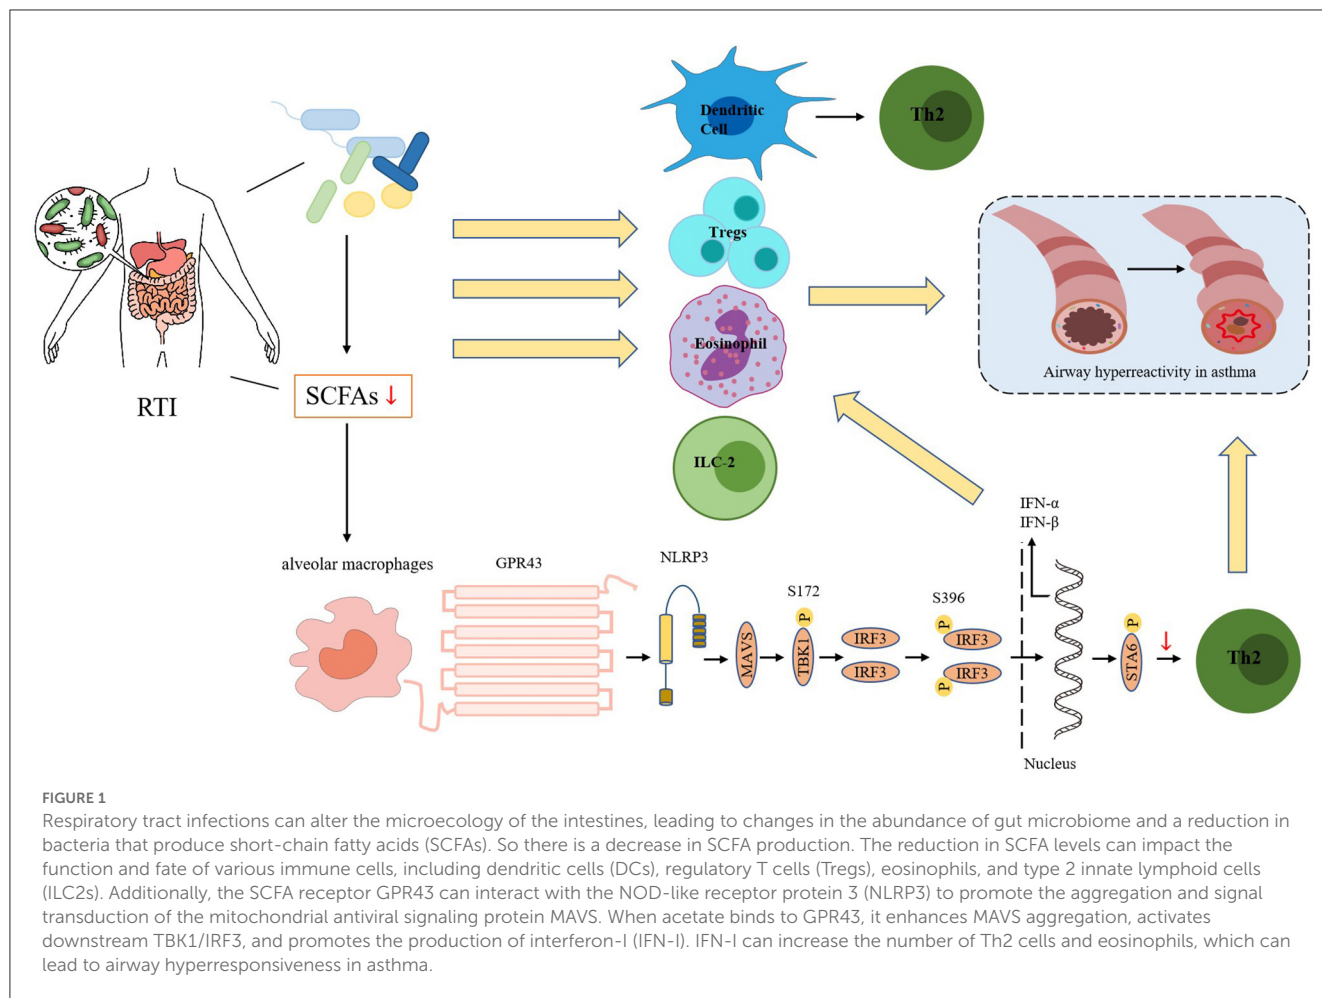 Dendritic
Cell
Th2
Tregs
Eosinophil
ILC-2
RTI
SCFAs ↓
Airway hyperreactivity in asthma
IFN-α
IFN-β
alveolar macrophages
GPR43
NLRP3
MAVS
S172
P
TBK1
IRF3
IRF3
S396
P
IRF3
P
IRF3
Nucleus
P
STA6
↓
Th2
FIGURE 1
Respiratory tract infections can alter the microecology of the intestines, leading to changes in the abundance of gut microbiome and a reduction in
bacteria that produce short-chain fatty acids (SCFAs). So there is a decrease in SCFA production. The reduction in SCFA levels can impact the
function and fate of various immune cells, including dendritic cells (DCs), regulatory T cells (Tregs), eosinophils, and type 2 innate lymphoid cells
(ILC2s). Additionally, the SCFA receptor GPR43 can interact with the NOD-like receptor protein 3 (NLRP3) to promote the aggregation and signal
transduction of the mitochondrial antiviral signaling protein MAVS. When acetate binds to GPR43, it enhances MAVS aggregation, activates
downstream TBK1/IRF3, and promotes the production of interferon-I (IFN-I). IFN-I can increase the number of Th2 cells and eosinophils, which can
lead to airway hyperresponsiveness in asthma.